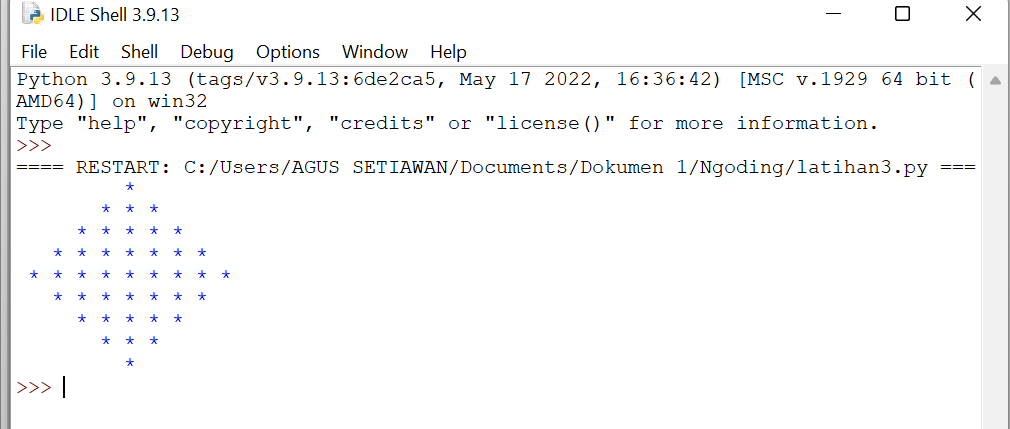 IDLE Shell 3.9.13
File Edit Shell Debug Options Window Help
Python 3.9.13 (tags/v3.9.13:6de2ca5, May 17 2022, 16:36:42) [MSC v.1929 64 bit (
AMD64)] on win32
Type "help", "copyright", "credits" or "license()" for more information.
>>>
==== RESTART: C:/Users/AGUS SETIAWAN/Documents/Dokumen 1/Ngoding/latihan3.py ===
         *
       * * *
     * * * * *
   * * * * * * *
 * * * * * * * * *
   * * * * * * *
     * * * * *
       * * *
         *
>>>